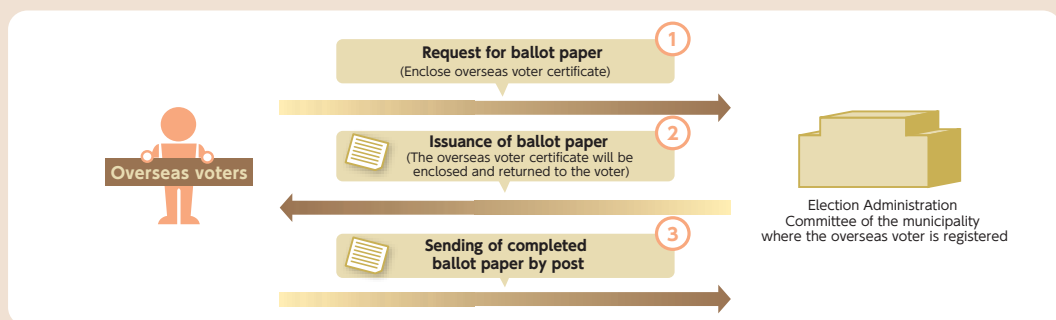 1
Request for ballot paper
(Enclose overseas voter certificate)
2
Issuance of ballot paper
(The overseas voter certificate will be
enclosed and returned to the voter)
Overseas voters
Election Administration
Committee of the municipality
where the overseas voter is registered
3
Sending of completed
ballot paper by post